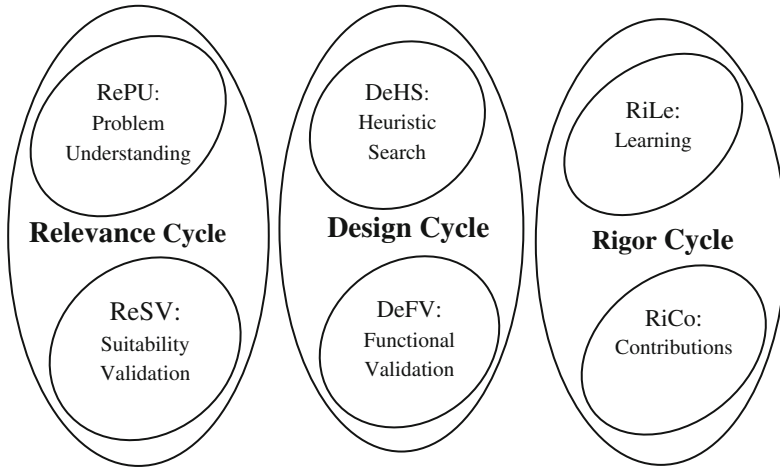 RePU:
Problem
Understanding
Relevance Cycle
ReSV:
Suitability
Validation
DeHS:
Heuristic
Search
Design Cycle
DeFV:
Functional
Validation
RiLe:
Learning
Rigor Cycle
RiCo:
Contributions